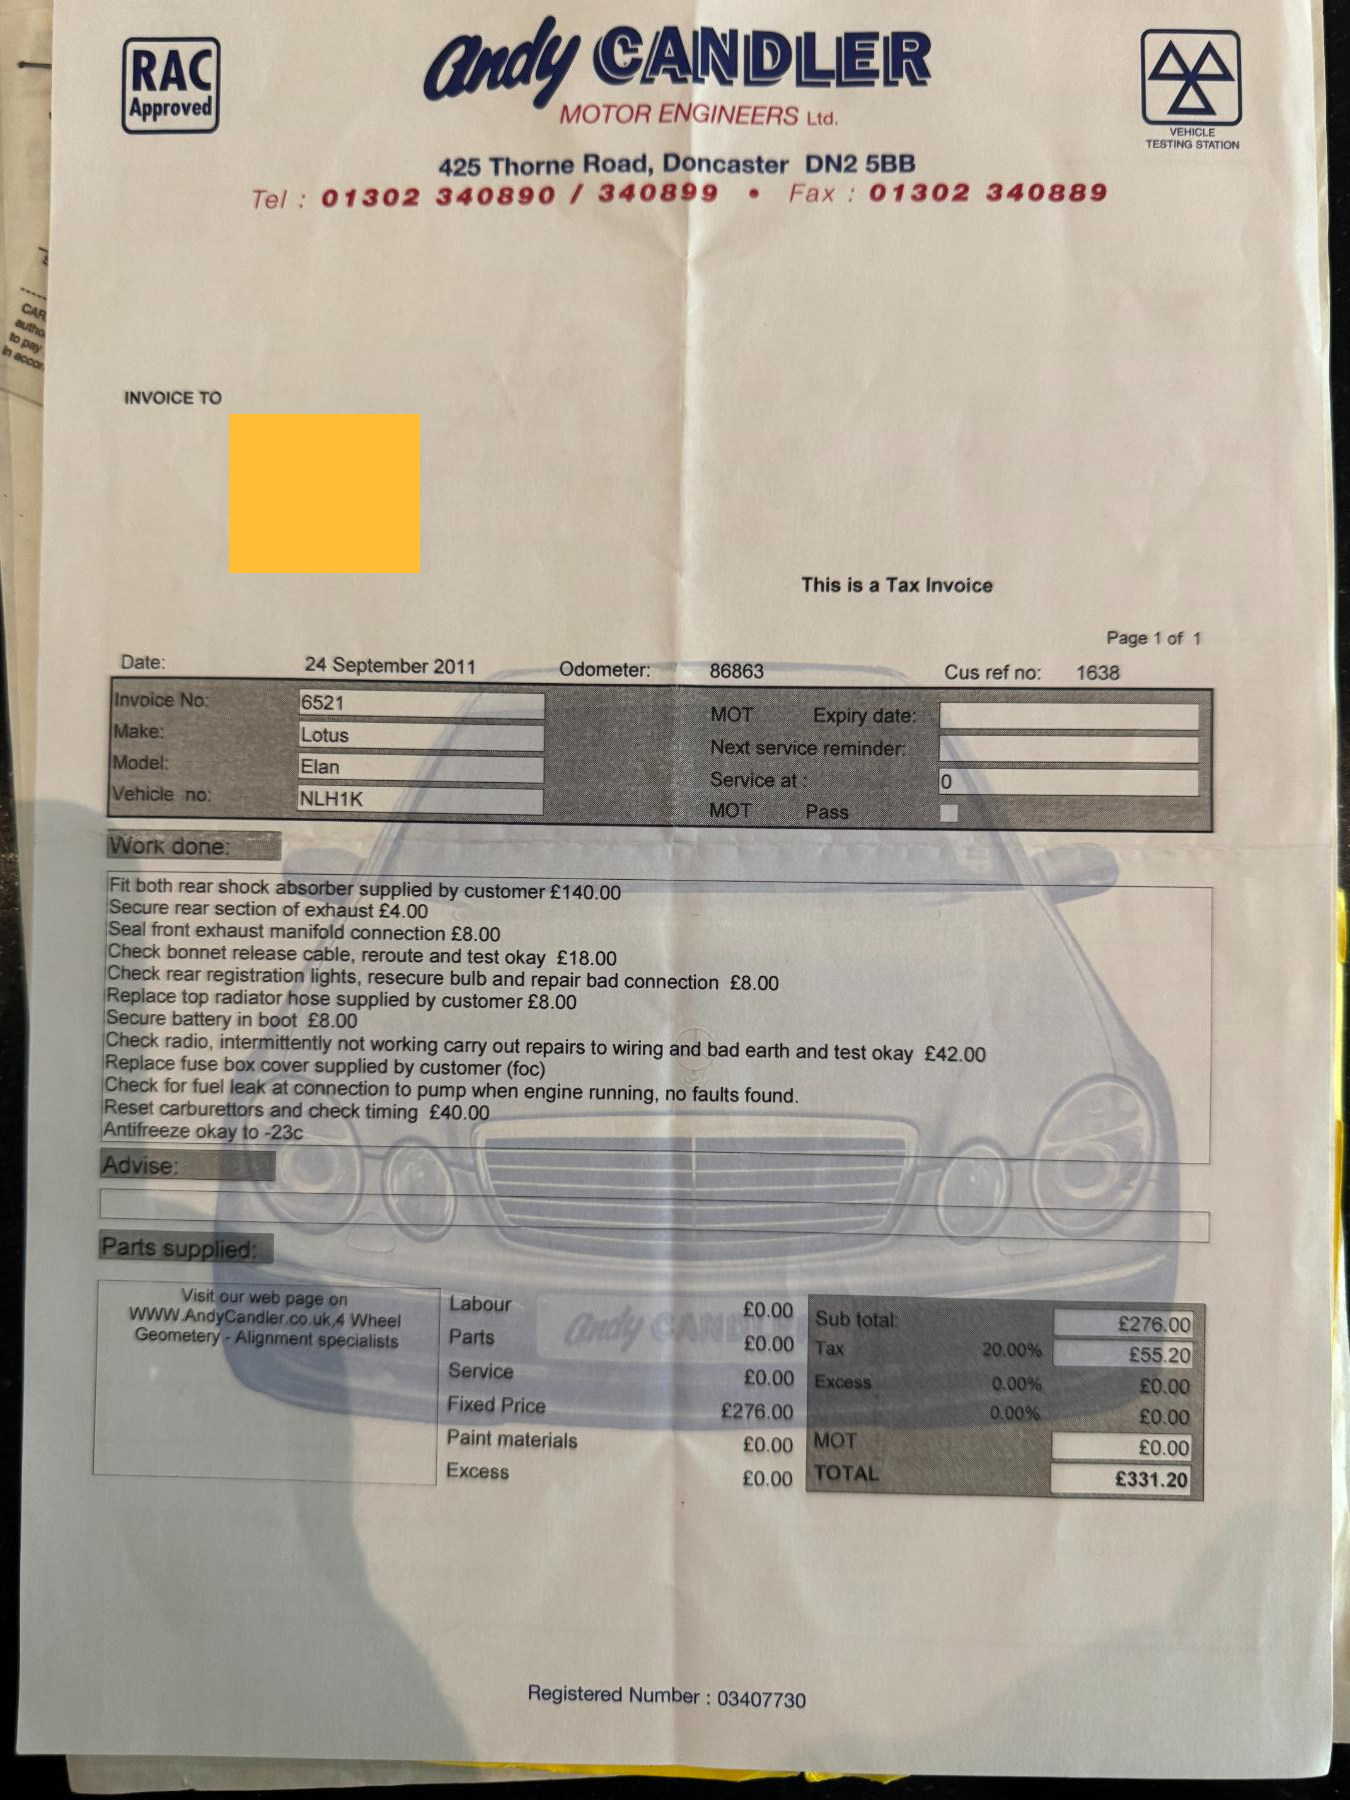 RAC
Approved
Andy CANDLER
MOTOR ENGINEERS Ltd.
VEHICLE
TESTING STATION
425 Thorne Road, Doncaster DN2 5BB
Tel : 01302 340890 / 340899 • Fax : 01302 340889
CAR
autho
to pay
in accor
INVOICE TO
This is a Tax Invoice
Page 1 of 1
Date: 24 September 2011 Odometer: 86863 Cus ref no: 1638
Invoice No: 6521 MOT Expiry date:
Make: Lotus Next service reminder:
Model: Elan Service at : 0
Vehicle no: NLH1K MOT Pass
Work done:
Fit both rear shock absorber supplied by customer £140.00
Secure rear section of exhaust £4.00
Seal front exhaust manifold connection £8.00
Check bonnet release cable, reroute and test okay £18.00
Check rear registration lights, resecure bulb and repair bad connection £8.00
Replace top radiator hose supplied by customer £8.00
Secure battery in boot £8.00
Check radio, intermittently not working carry out repairs to wiring and bad earth and test okay £42.00
Replace fuse box cover supplied by customer (foc)
Check for fuel leak at connection to pump when engine running, no faults found.
Reset carburettors and check timing £40.00
Antifreeze okay to -23c
Advise:
Parts supplied:
Visit our web page on
WWW.AndyCandler.co.uk,4 Wheel
Geometery - Alignment specialists
Labour £0.00
Parts £0.00
Service £0.00
Fixed Price £276.00
Paint materials £0.00
Excess £0.00
Andy CANDLER
Sub total: £276.00
Tax 20.00% £55.20
Excess 0.00% £0.00
0.00% £0.00
MOT £0.00
TOTAL £331.20
Registered Number : 03407730